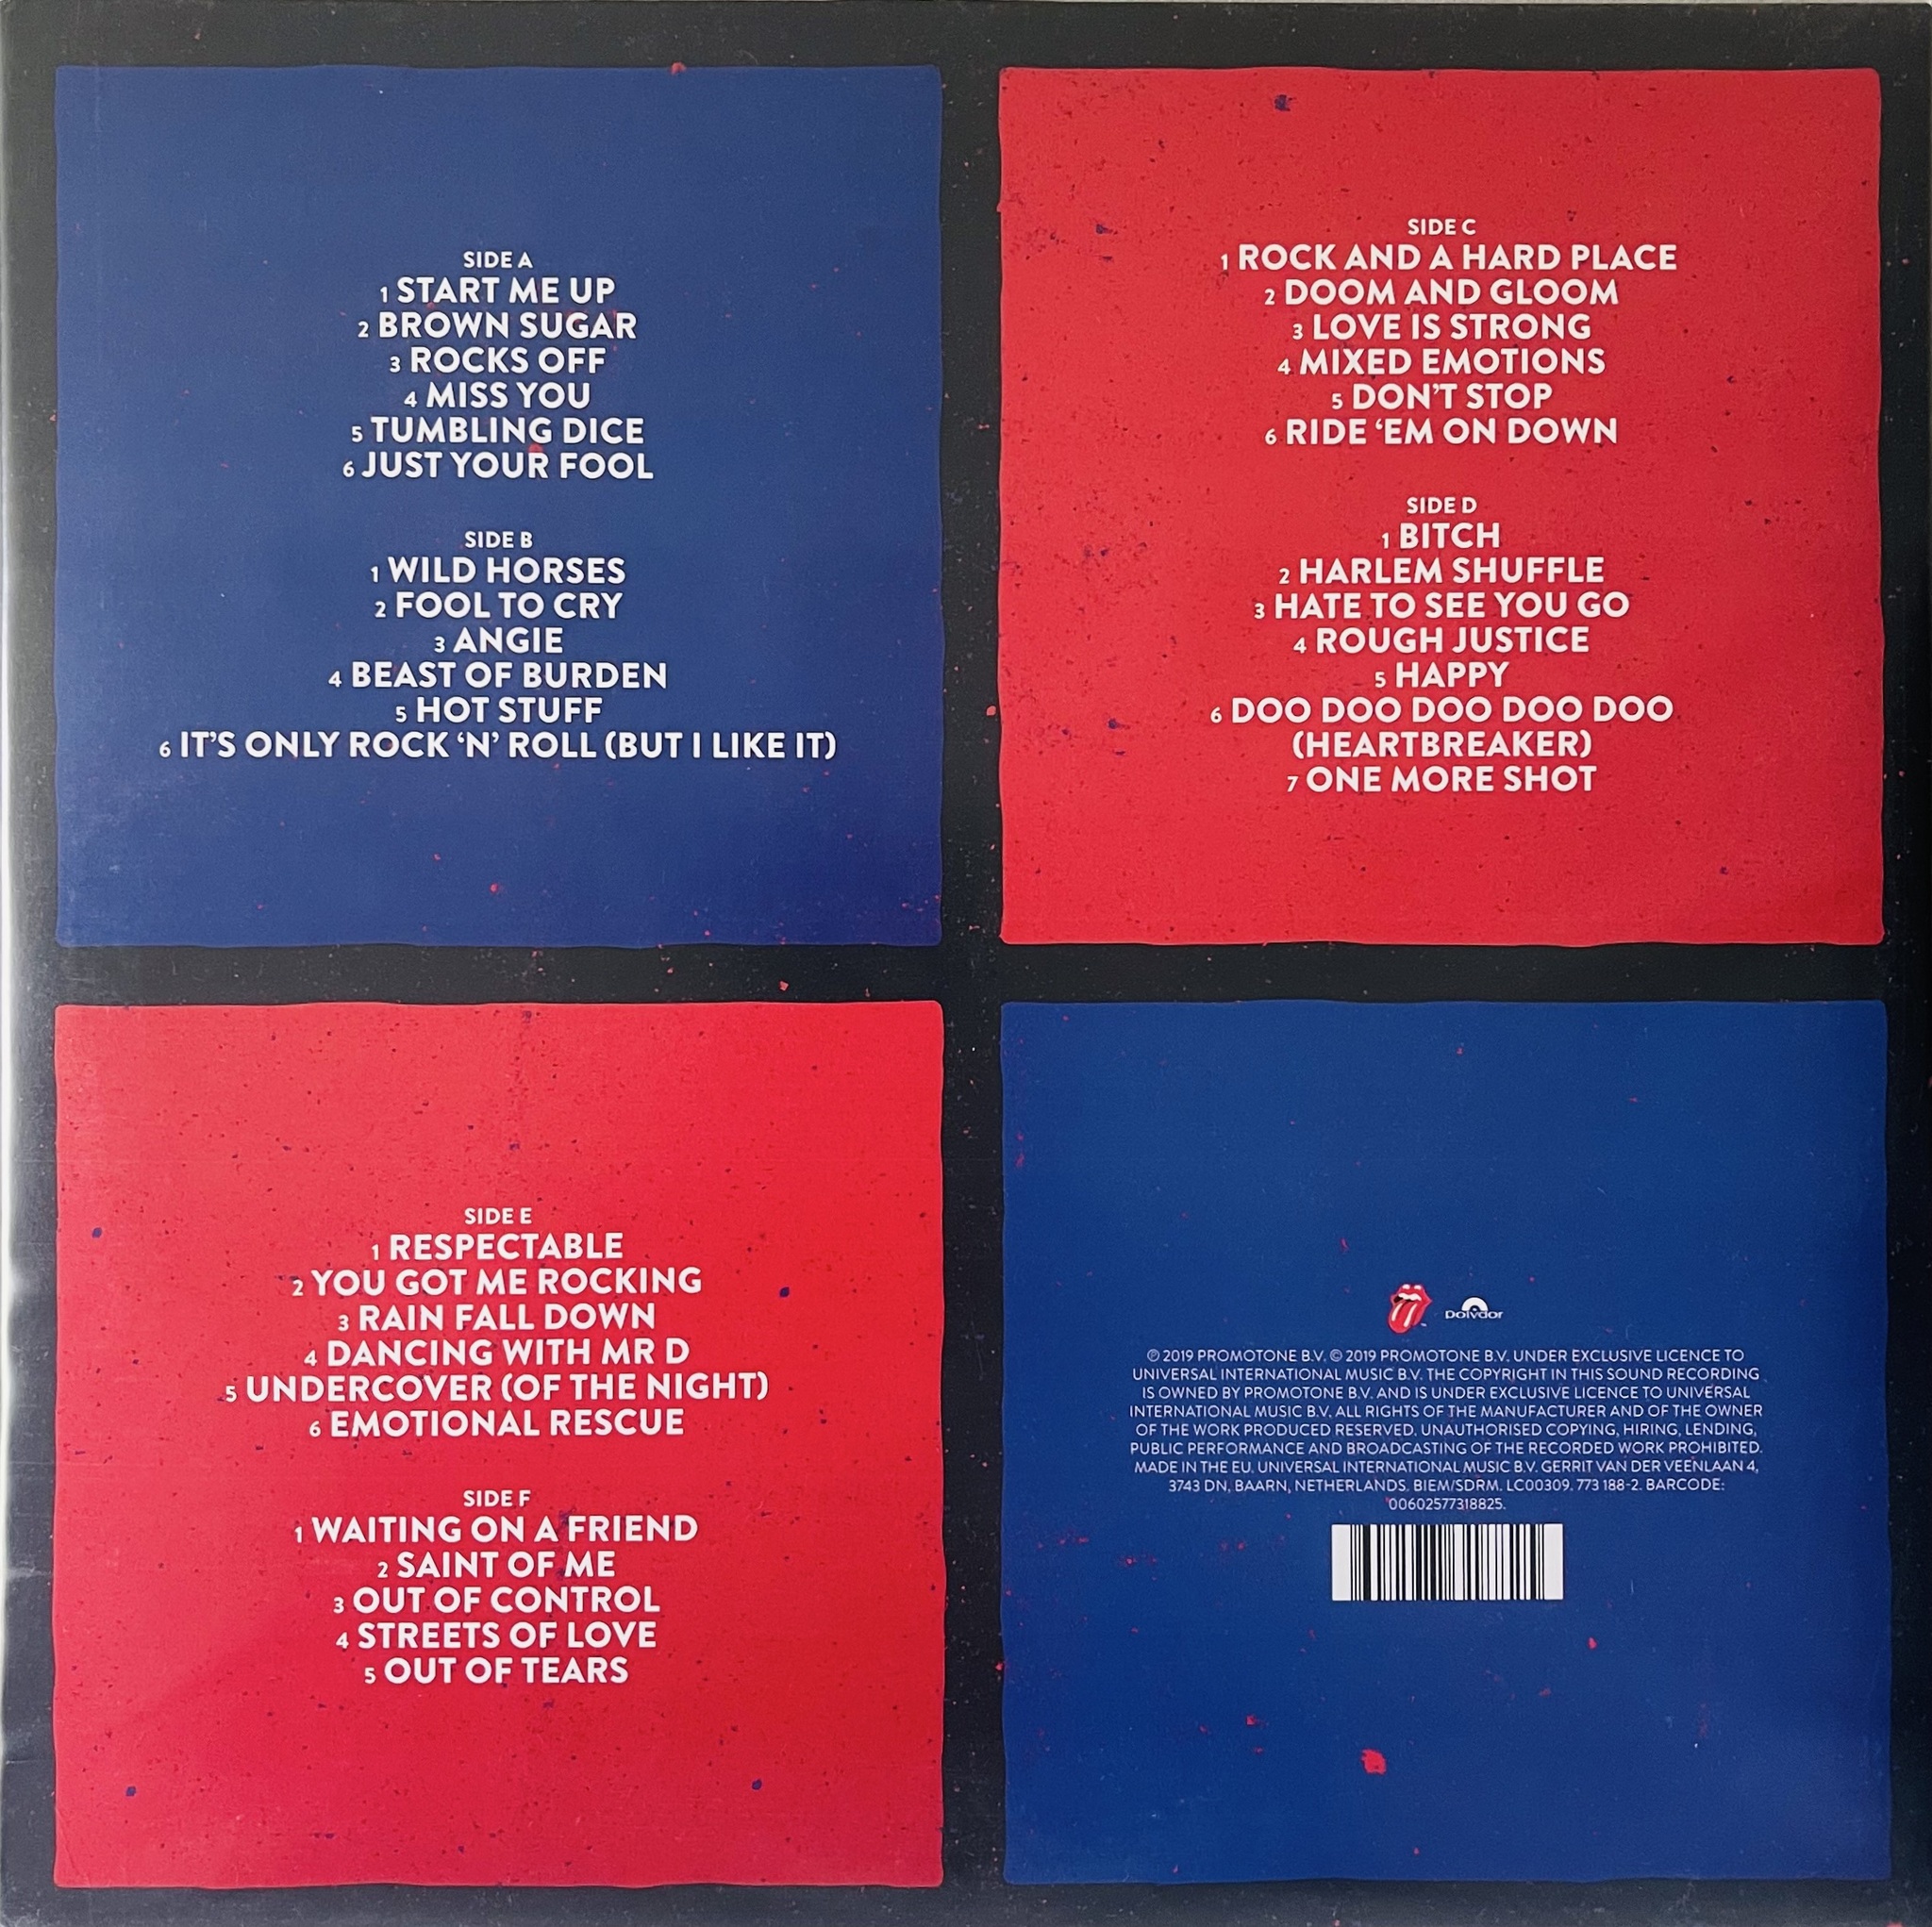 SIDE A
1 START ME UP
2 BROWN SUGAR
3 ROCKS OFF
4 MISS YOU
5 TUMBLING DICE
6 JUST YOUR FOOL
SIDE B
1 WILD HORSES
2 FOOL TO CRY
3 ANGIE
4 BEAST OF BURDEN
5 HOT STUFF
6 IT'S ONLY ROCK ‘N’ ROLL (BUT I LIKE IT)
SIDE C
1 ROCK AND A HARD PLACE
2 DOOM AND GLOOM
3 LOVE IS STRONG
4 MIXED EMOTIONS
5 DON'T STOP
6 RIDE ‘EM ON DOWN
SIDE D
1 BITCH
2 HARLEM SHUFFLE
3 HATE TO SEE YOU GO
4 ROUGH JUSTICE
5 HAPPY
6 DOO DOO DOO DOO DOO
(HEARTBREAKER)
7 ONE MORE SHOT
SIDE E
1 RESPECTABLE
2 YOU GOT ME ROCKING
3 RAIN FALL DOWN
4 DANCING WITH MR D
5 UNDERCOVER (OF THE NIGHT)
6 EMOTIONAL RESCUE
SIDE F
1 WAITING ON A FRIEND
2 SAINT OF ME
3 OUT OF CONTROL
4 STREETS OF LOVE
5 OUT OF TEARS
Polydor
℗ 2019 PROMOTONE B.V. © 2019 PROMOTONE B.V. UNDER EXCLUSIVE LICENCE TO
UNIVERSAL INTERNATIONAL MUSIC B.V. THE COPYRIGHT IN THIS SOUND RECORDING
IS OWNED BY PROMOTONE B.V. AND IS UNDER EXCLUSIVE LICENCE TO UNIVERSAL
INTERNATIONAL MUSIC B.V. ALL RIGHTS OF THE MANUFACTURER AND OF THE OWNER
OF THE WORK PRODUCED RESERVED. UNAUTHORISED COPYING, HIRING, LENDING,
PUBLIC PERFORMANCE AND BROADCASTING OF THE RECORDED WORK PROHIBITED.
MADE IN THE EU. UNIVERSAL INTERNATIONAL MUSIC B.V. GERRIT VAN DER VEENLAAN 4,
3743 DN, BAARN, NETHERLANDS. BIEM/SDRM. LC00309. 773 188-2. BARCODE:
00602577318825.